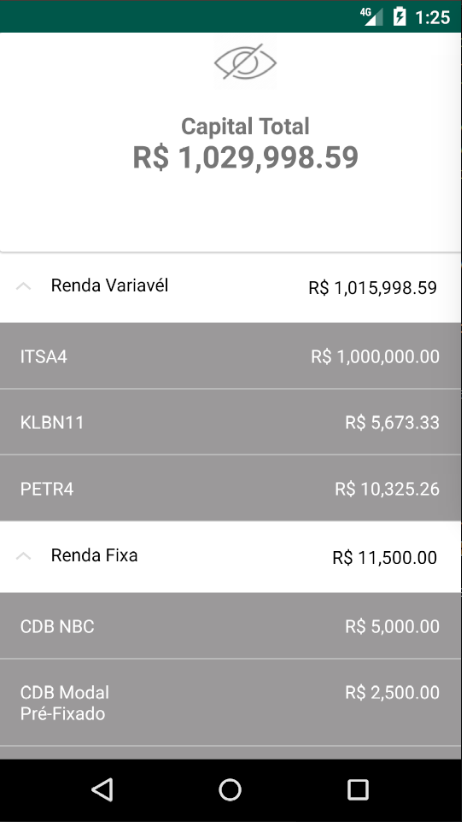 4G 1:25
Capital Total
R$ 1,029,998.59
Renda Variavél R$ 1,015,998.59
ITSA4 R$ 1,000,000.00
KLBN11 R$ 5,673.33
PETR4 R$ 10,325.26
Renda Fixa R$ 11,500.00
CDB NBC R$ 5,000.00
CDB Modal R$ 2,500.00
Pré-Fixado